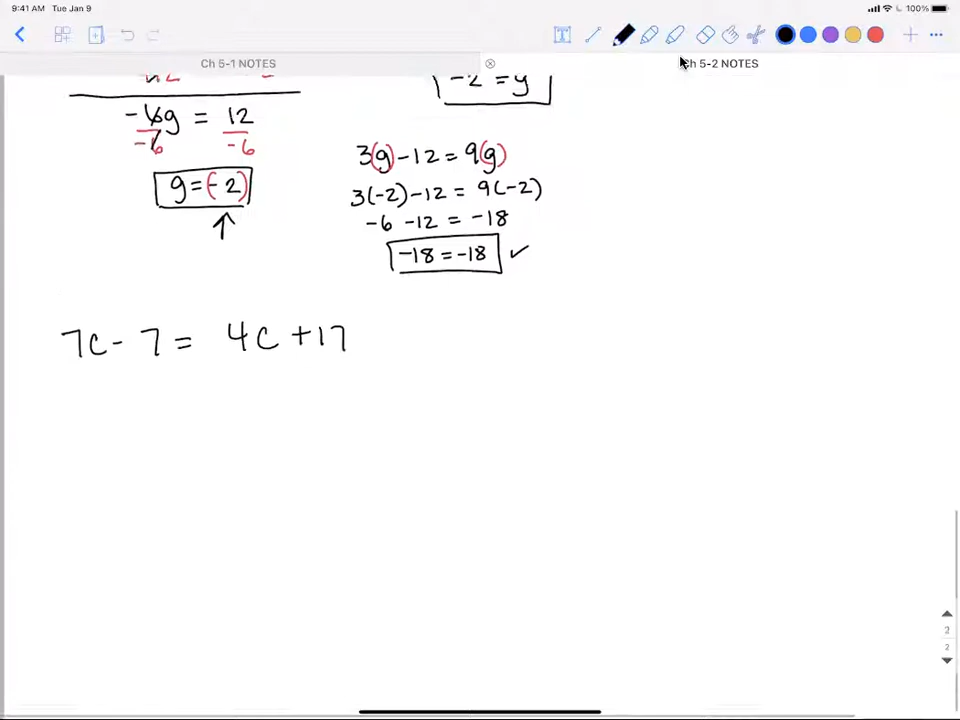 9:41 AM Tue Jan 9
100%
Ch 5-1 NOTES
Ch 5-2 NOTES
-6g = 12
-6 -6
g = (-2)
-2 = y
3(g) - 12 = 9(g)
3(-2) - 12 = 9(-2)
-6 - 12 = -18
-18 = -18 ✓
7c - 7 = 4c + 17
2
2